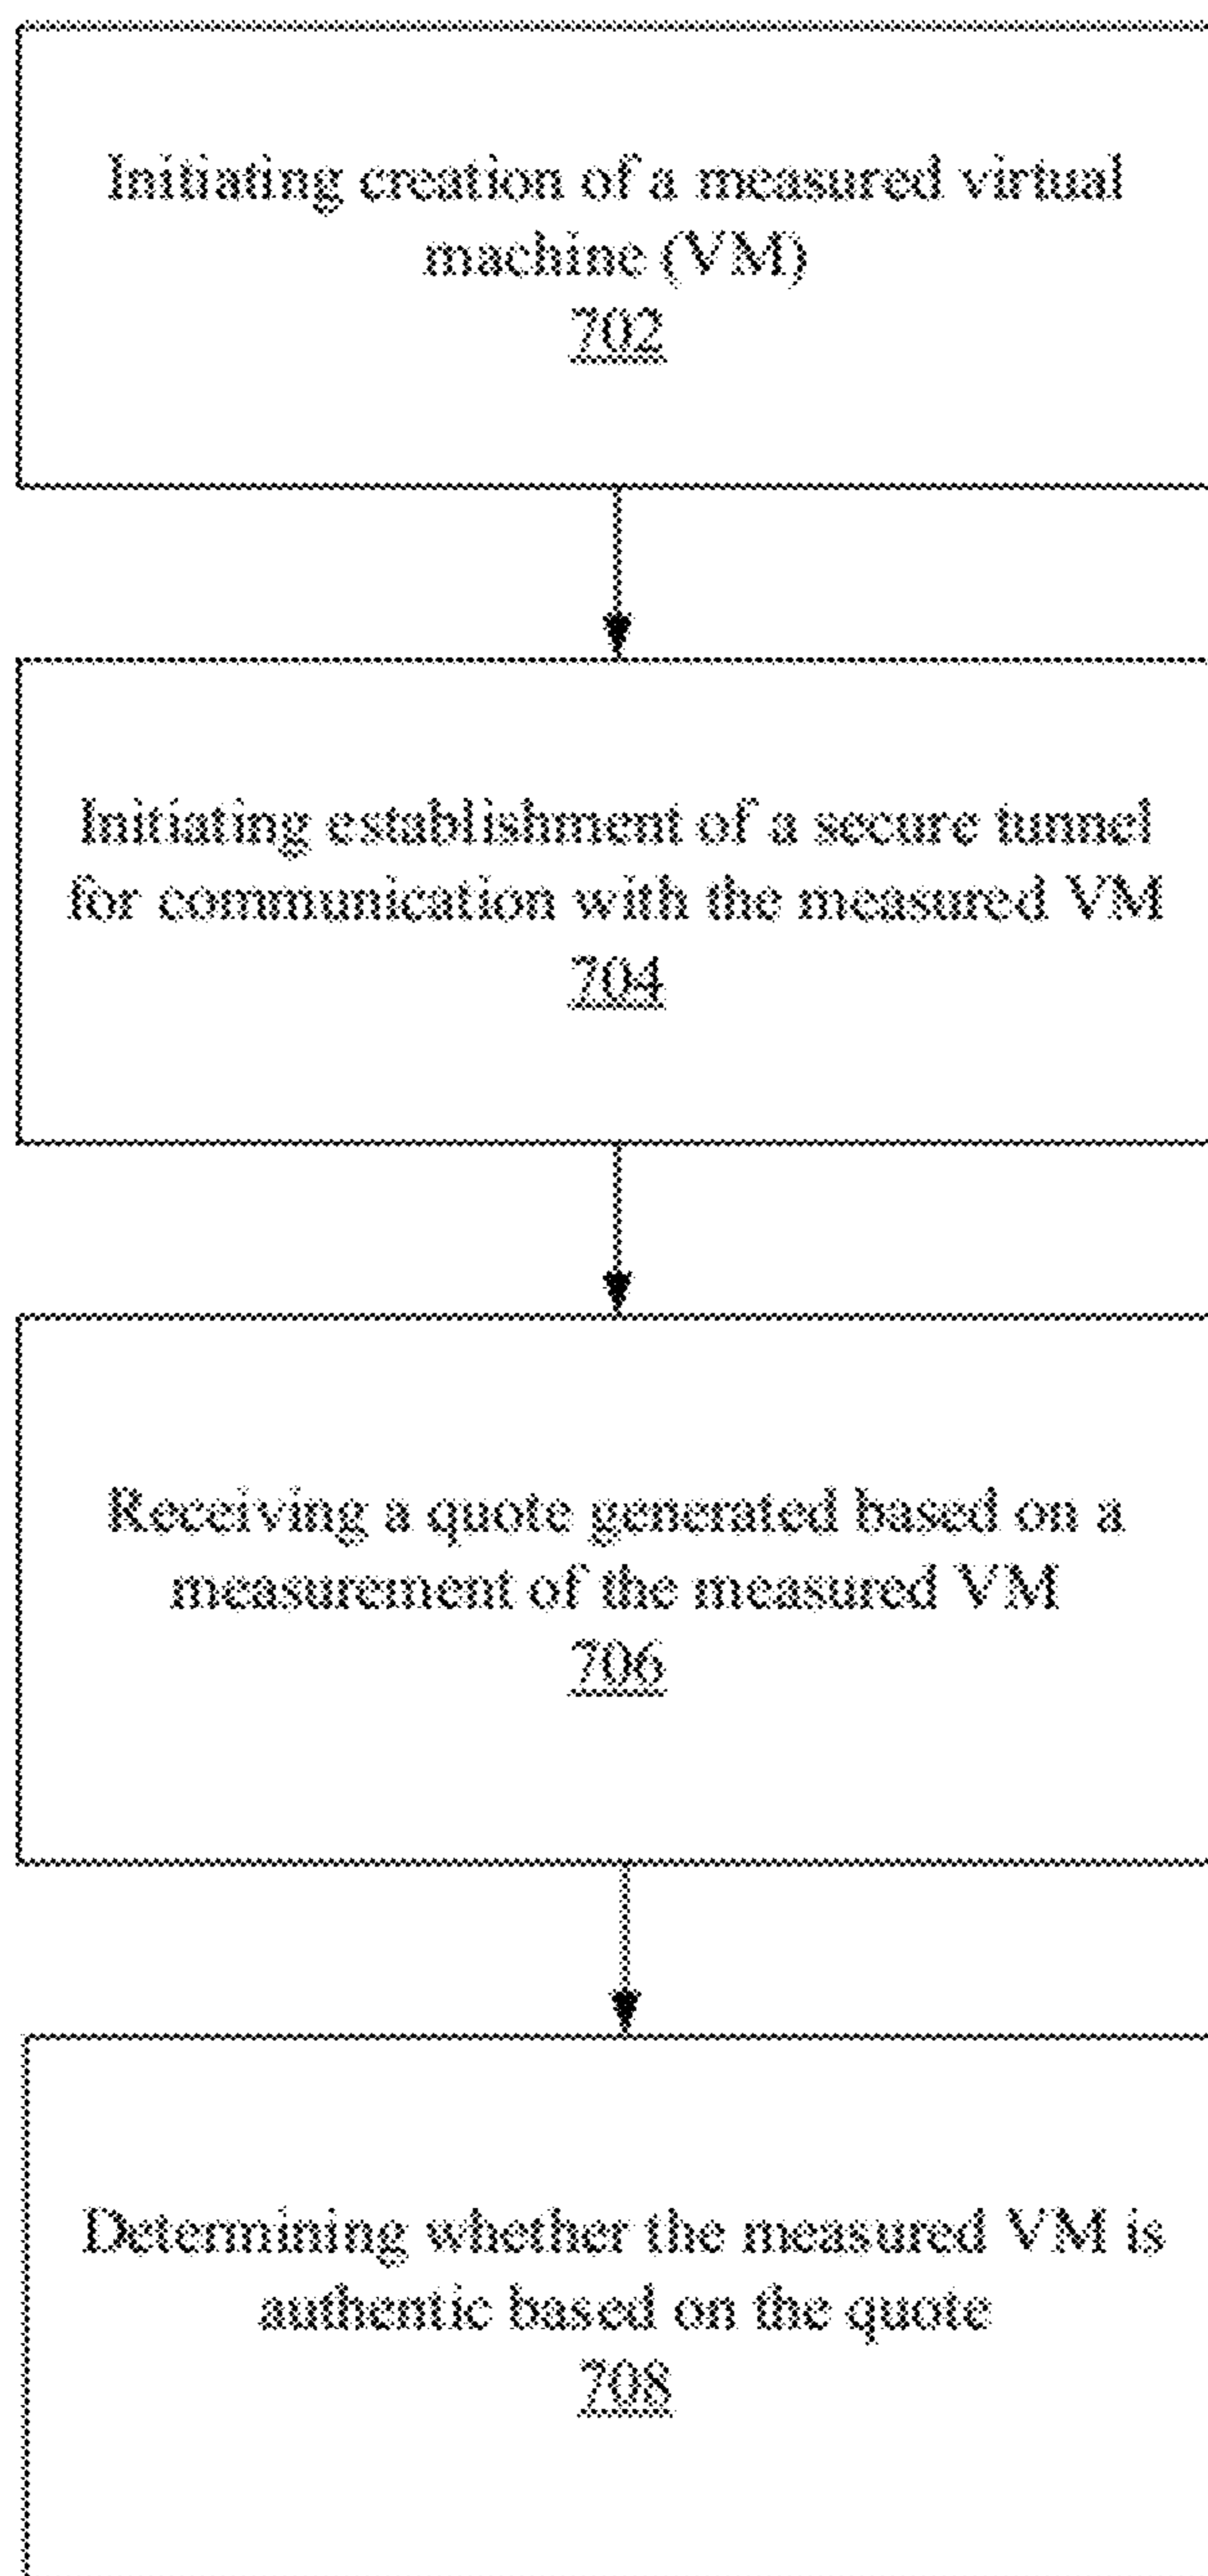 Initiating creation of a measured virtual
machine (VM)
702
Initiating establishment of a secure tunnel
for communication with the measured VM
704
Receiving a quote generated based on a
measurement of the measured VM
706
Determining whether the measured VM is
authentic based on the quote
708